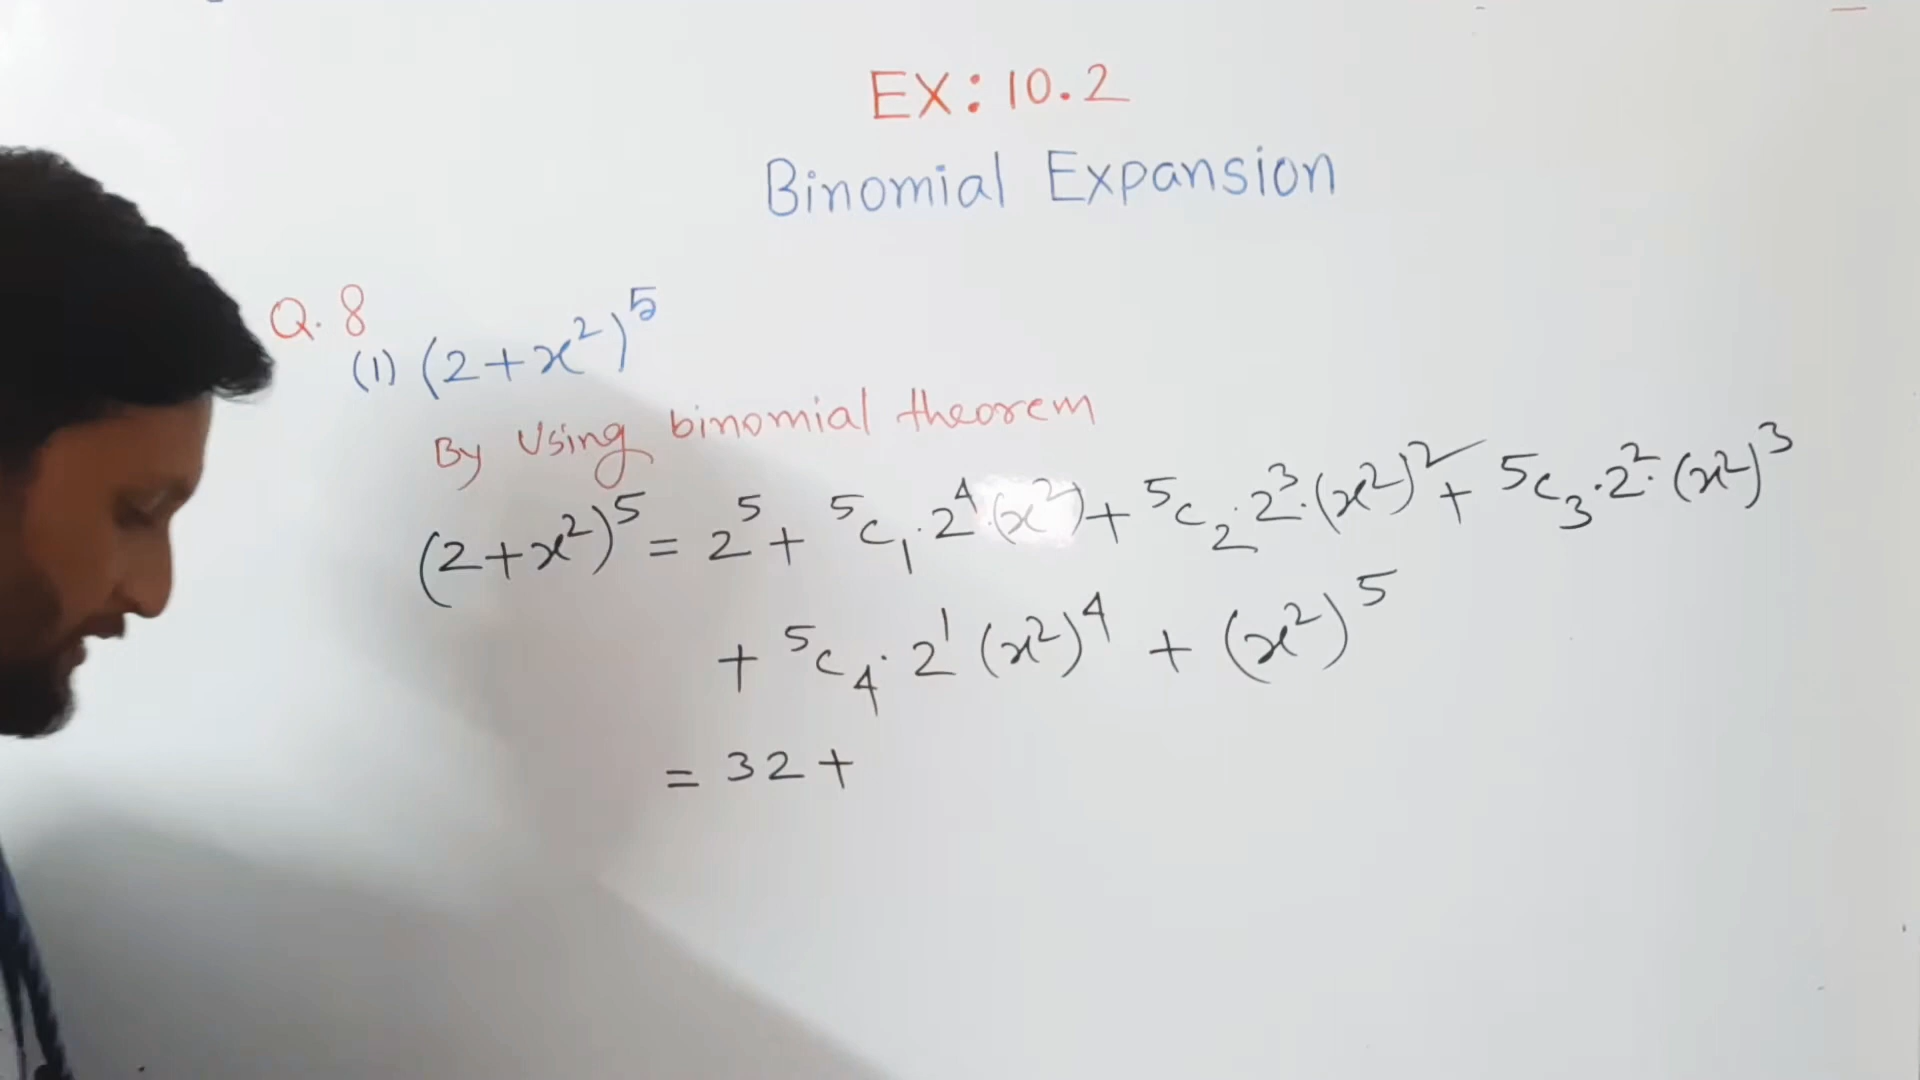 EX: 10.2
Binomial Expansion
Q. 8
(1) (2+x²)⁵
By Using binomial theorem
(2+x²)⁵ = 2⁵ + ⁵C₁·2⁴·(x²) + ⁵C₂·2³·(x²)² + ⁵C₃·2²·(x²)³
+ ⁵C₄·2¹(x²)⁴ + (x²)⁵
= 32 +